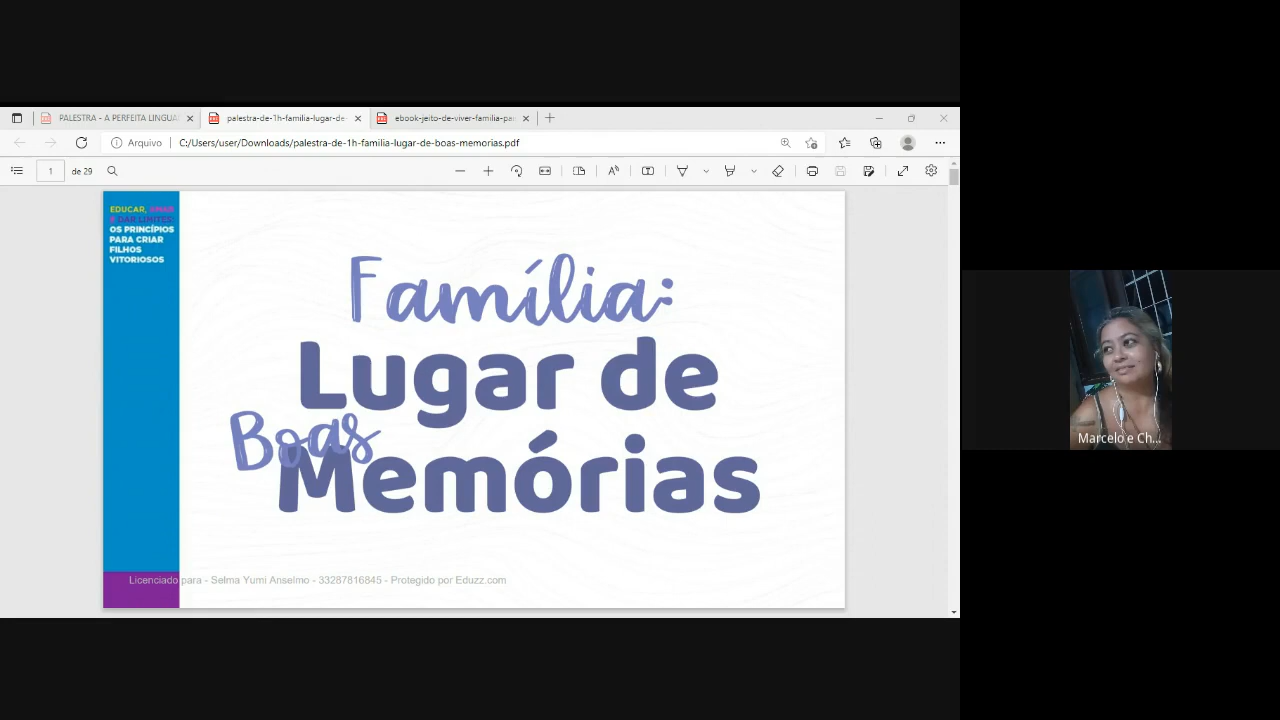 PALESTRA - A PERFEITA LINGUA
palestra-de-1h-familia-lugar-de-
ebook-jeito-de-viver-familia-pa
Arquivo
C:/Users/user/Downloads/palestra-de-1h-familia-lugar-de-boas-memorias.pdf
1
de 29
EDUCAR, AMAR
E DAR LIMITES:
OS PRINCÍPIOS
PARA CRIAR
FILHOS
VITORIOSOS
Família:
Lugar de
Boas
Memórias
Licenciado para - Selma Yumi Anselmo - 33287816845 - Protegido por Eduzz.com
Marcelo e Ch...